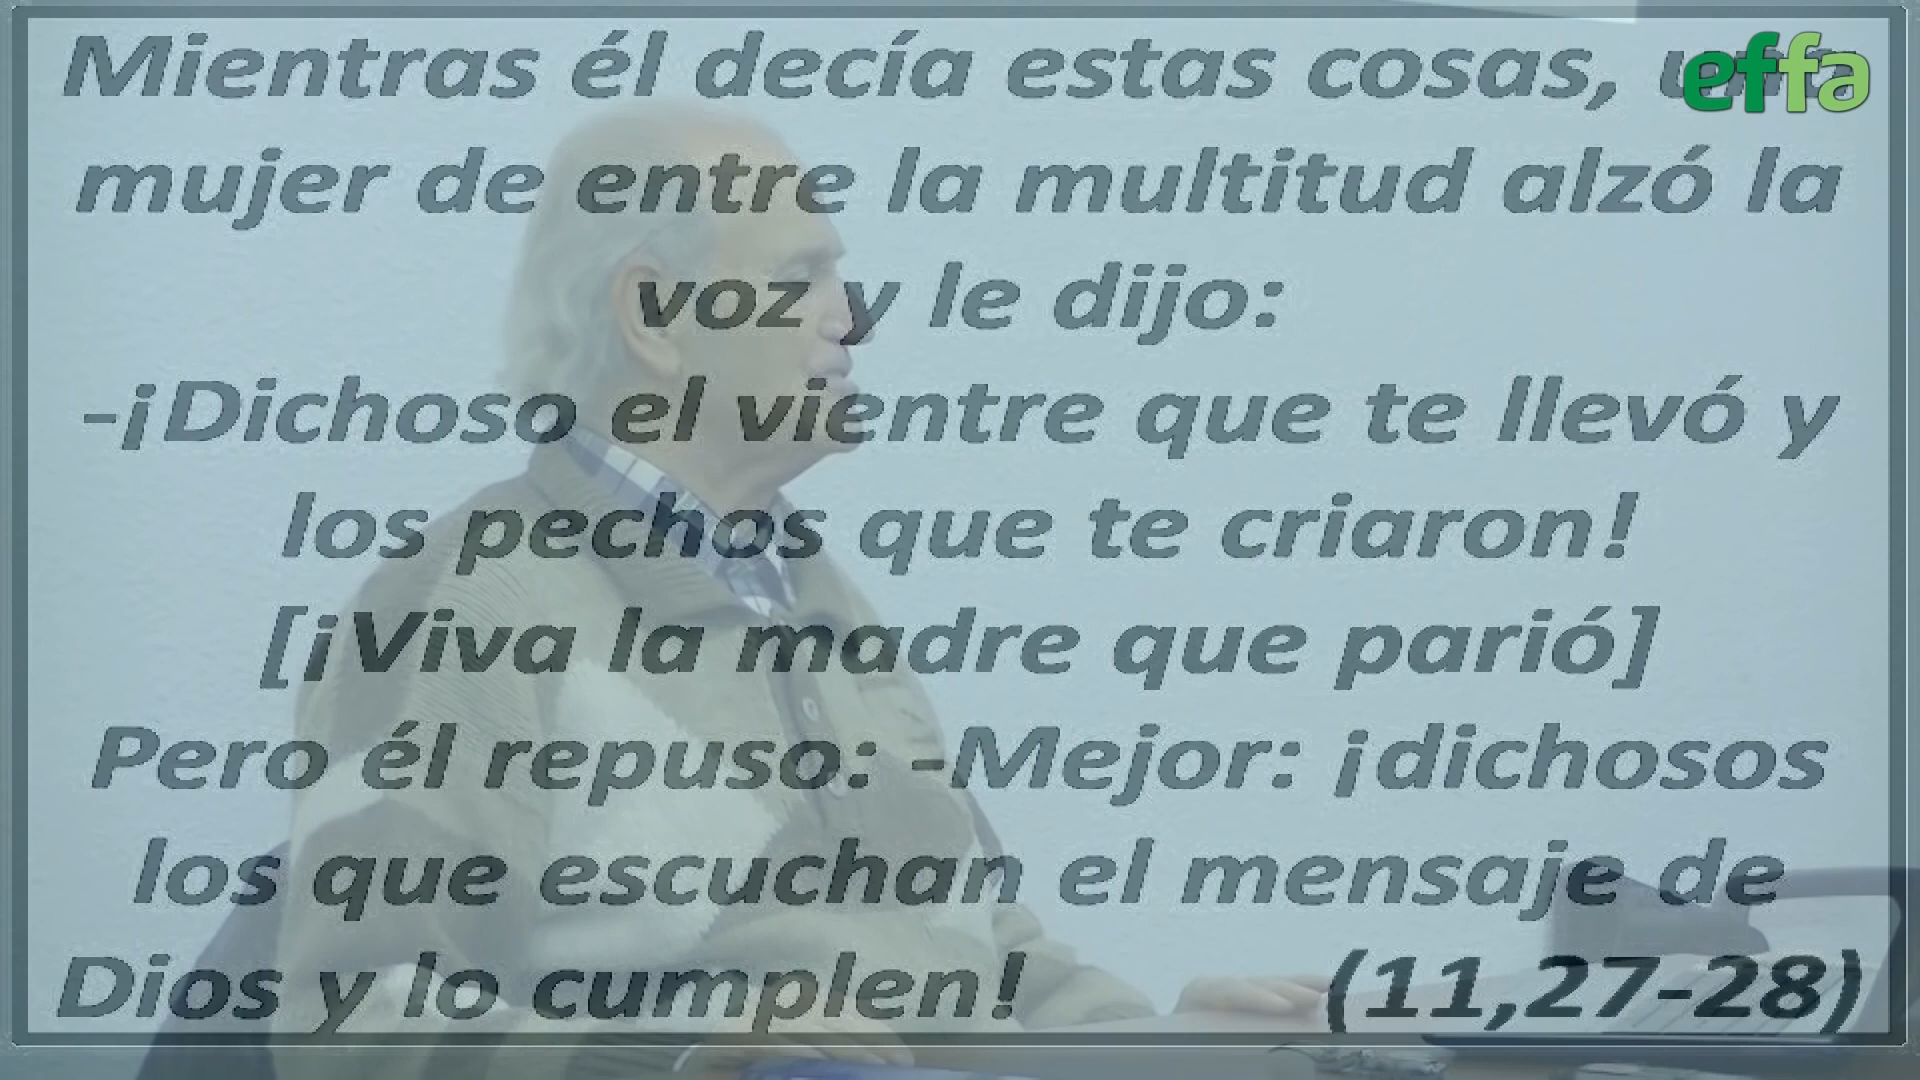 Mientras él decía estas cosas, una
effa
mujer de entre la multitud alzó la
voz y le dijo:
-¡Dichoso el vientre que te llevó y
los pechos que te criaron!
[¡Viva la madre que parió]
Pero él repuso: -Mejor: ¡dichosos
los que escuchan el mensaje de
Dios y lo cumplen! (11,27-28)